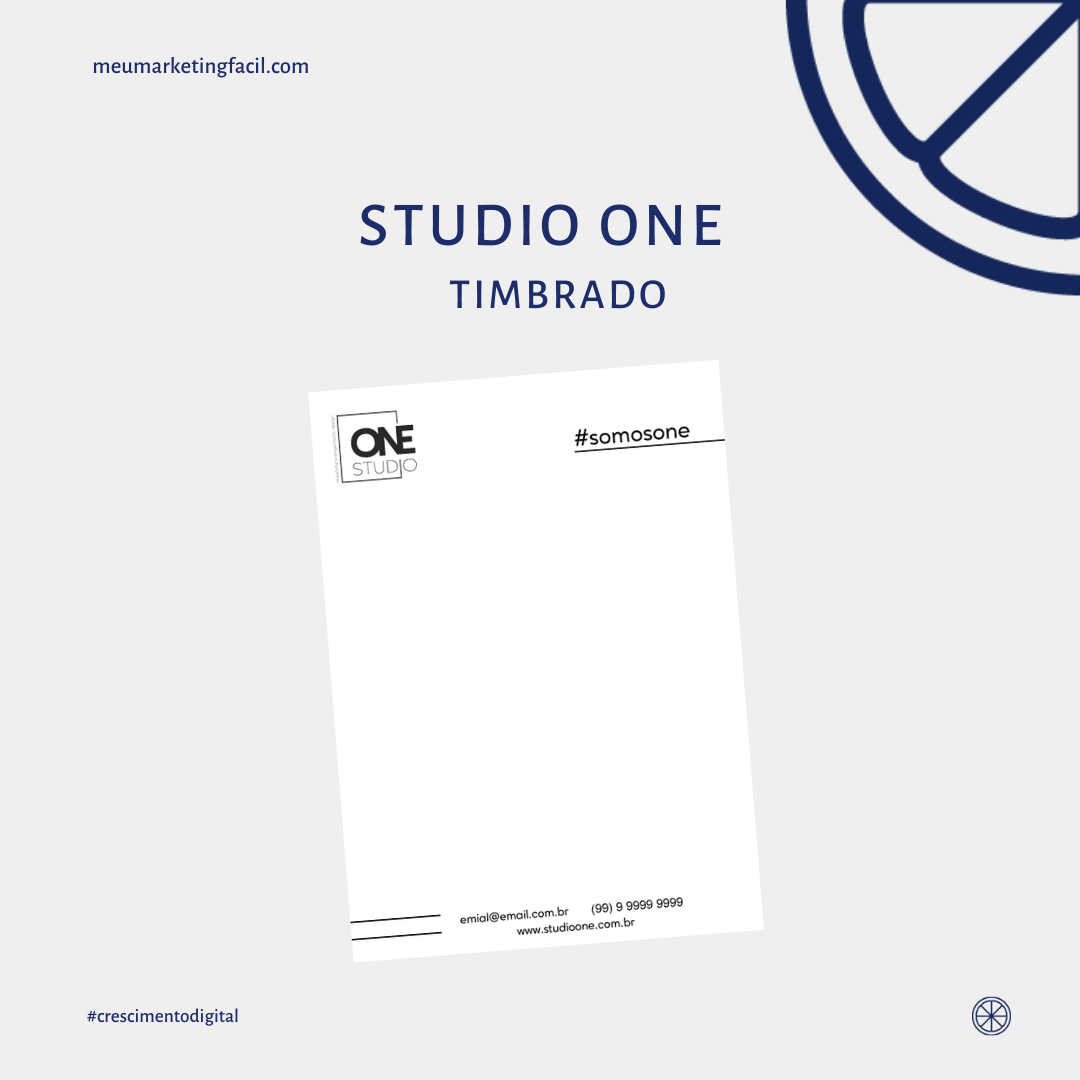 meumarketingfacil.com
STUDIO ONE
TIMBRADO
ONE
STUDIO
#somosone
emial@email.com.br (99) 9 9999 9999
www.studioone.com.br
#crescimentodigital